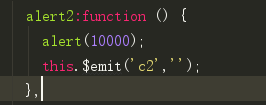 alert2:function () {
alert(10000);
this.$emit('c2','');
},